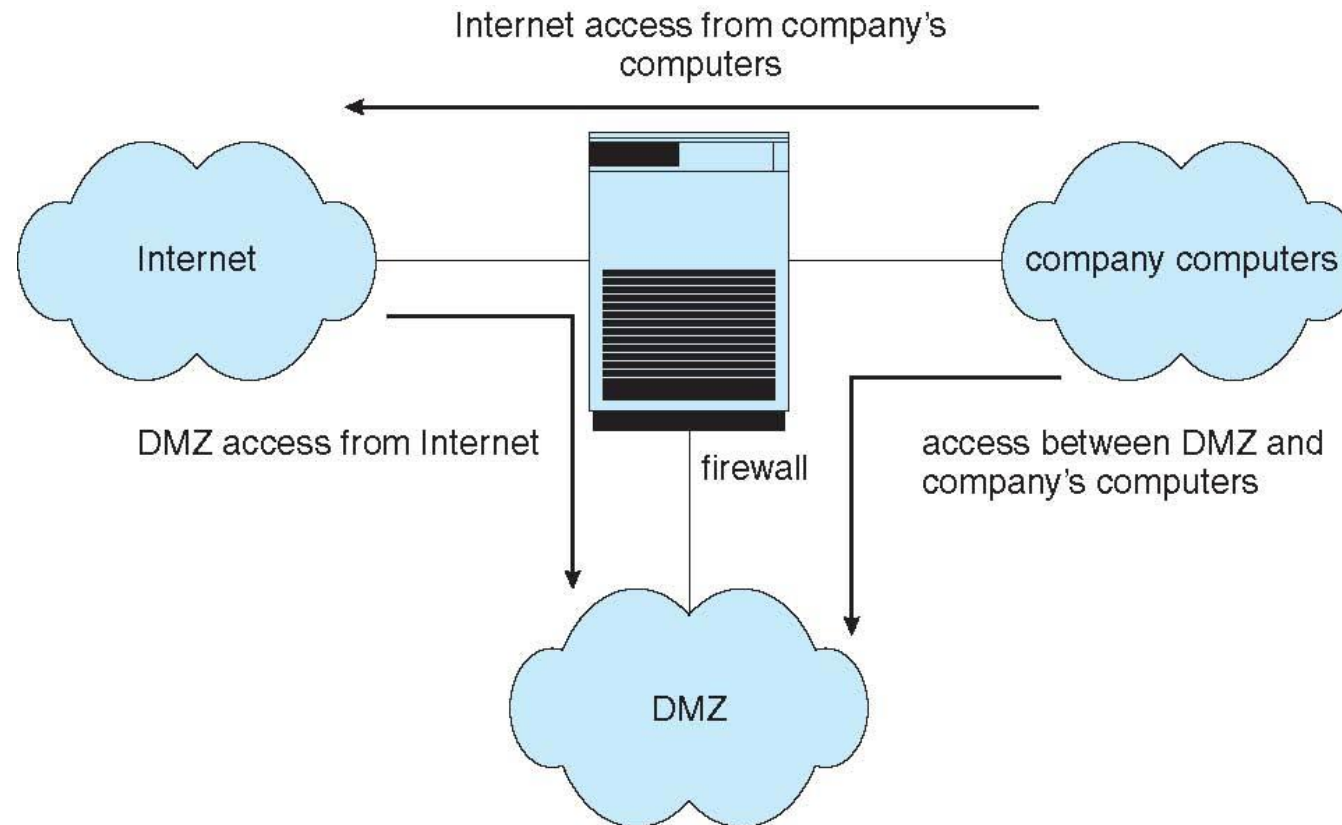 Internet access from company's
computers
Internet
company computers
DMZ access from Internet
firewall
access between DMZ and
company's computers
DMZ